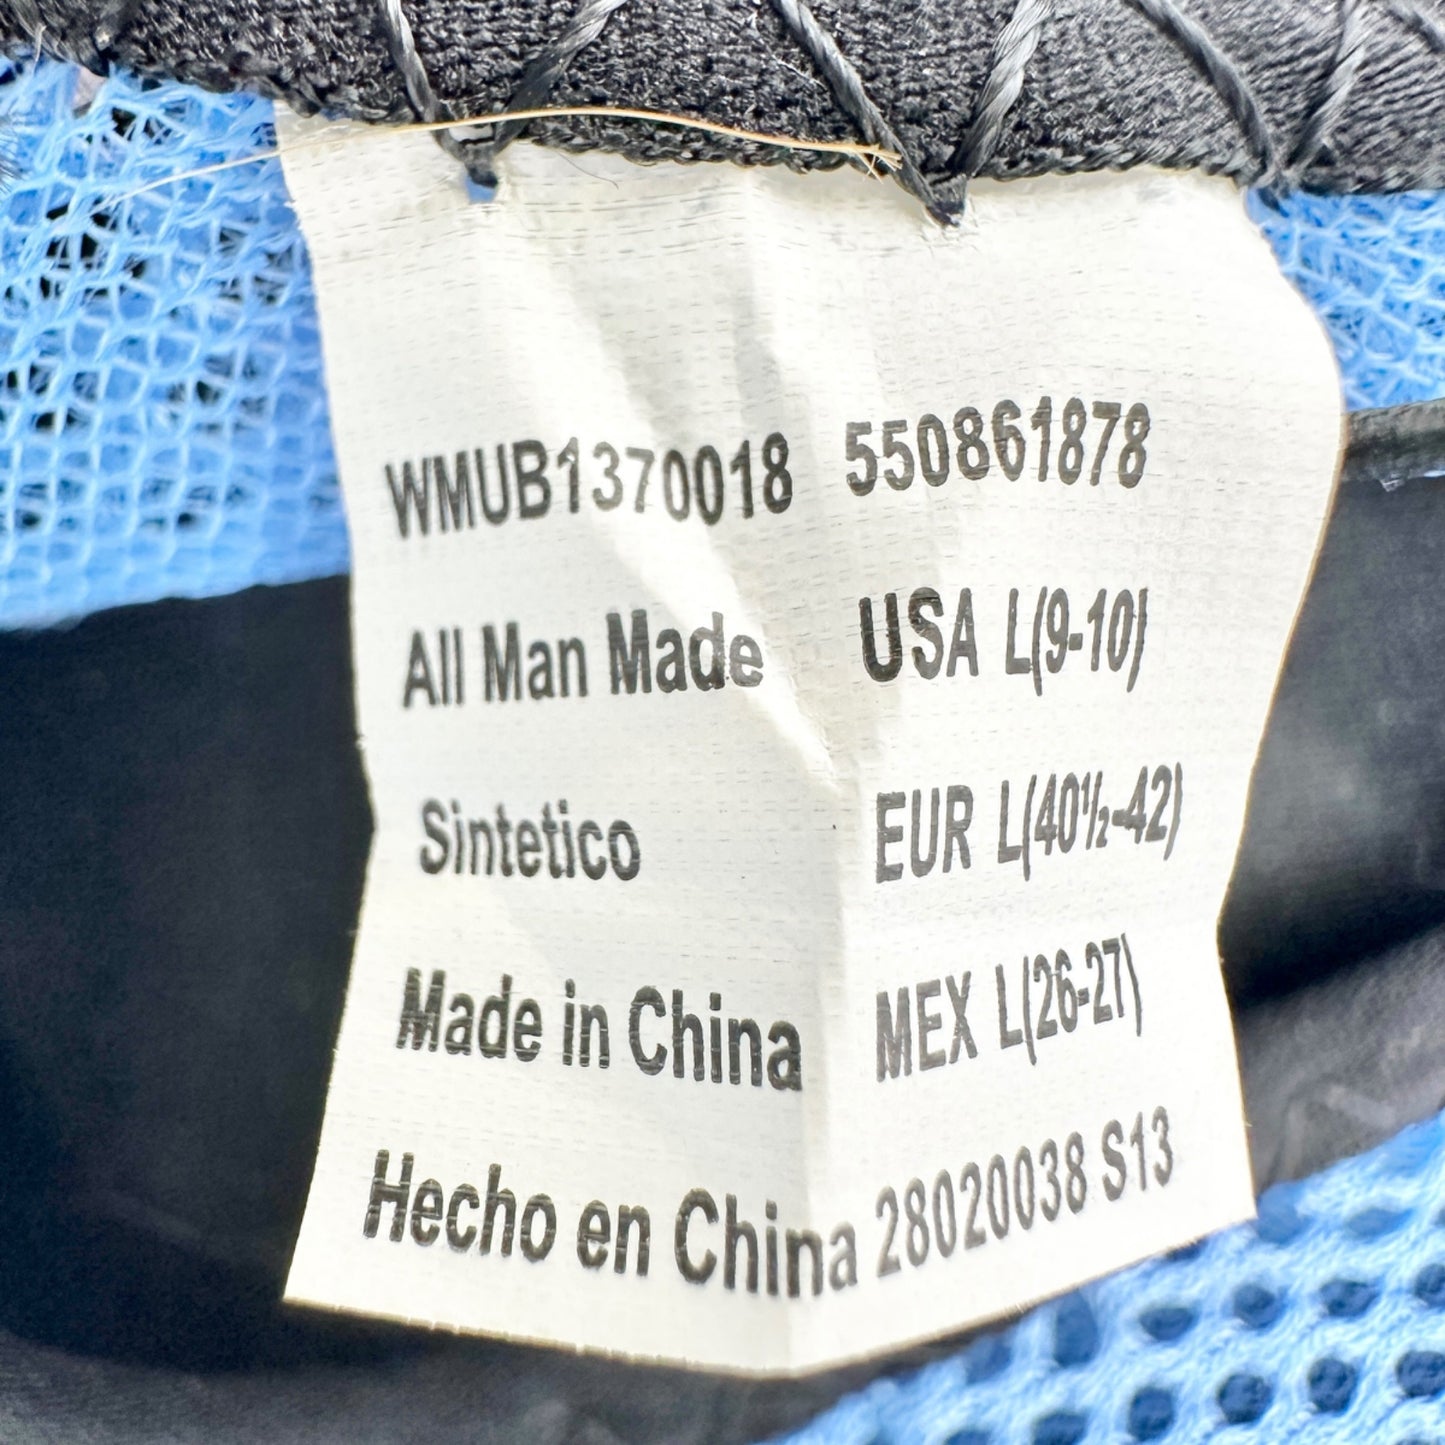 WMUB1370018 550861878
All Man Made USA L(9-10)
Sintetico EUR L(40½-42)
Made in China MEX L(26-27)
Hecho en China 28020038 S13